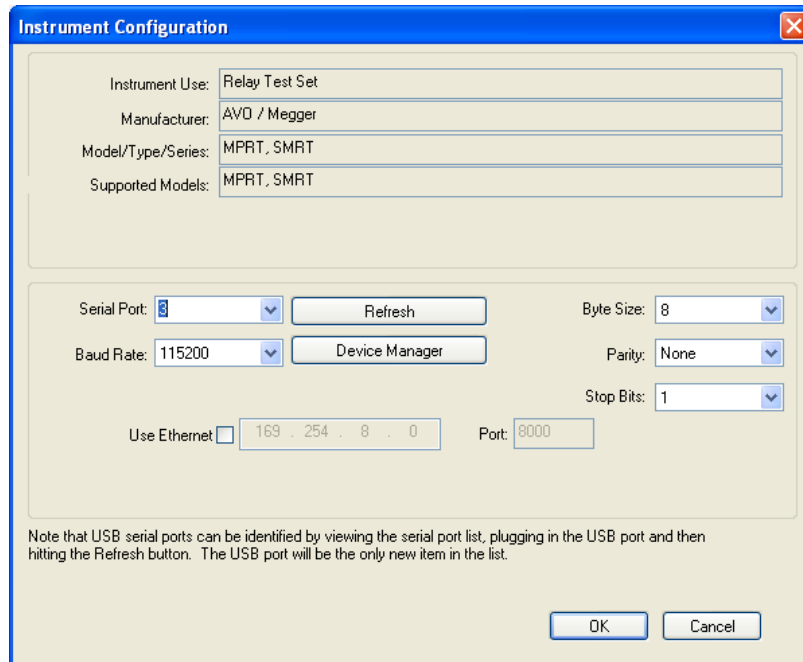 Instrument Configuration
Instrument Use: Relay Test Set
Manufacturer: AVO / Megger
Model/Type/Series: MPRT, SMRT
Supported Models: MPRT, SMRT
Serial Port: 3 Refresh Byte Size: 8
Baud Rate: 115200 Device Manager Parity: None
Stop Bits: 1
Use Ethernet 169 . 254 . 8 . 0 Port: 8000
Note that USB serial ports can be identified by viewing the serial port list, plugging in the USB port and then
hitting the Refresh button. The USB port will be the only new item in the list.
OK Cancel